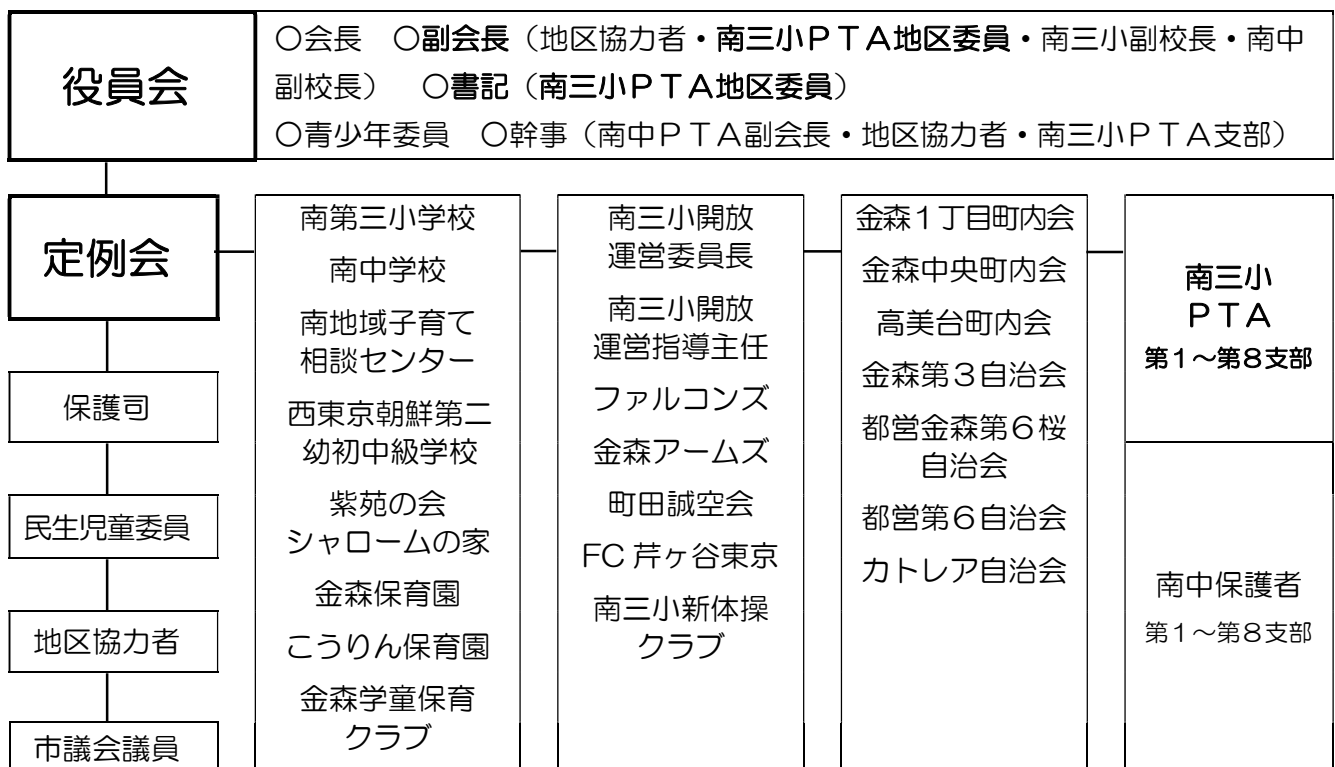 役員会
○会長　○副会長（地区協力者・南三小ＰＴＡ地区委員・南三小副校長・南中
副校長）　○書記（南三小ＰＴＡ地区委員）
○青少年委員　○幹事（南中ＰＴＡ副会長・地区協力者・南三小ＰＴＡ支部）
定例会
保護司
民生児童委員
地区協力者
市議会議員
南第三小学校
南中学校
南地域子育て
相談センター
西東京朝鮮第二
幼初中級学校
紫苑の会
シャロームの家
金森保育園
こうりん保育園
金森学童保育
クラブ
南三小開放
運営委員長
南三小開放
運営指導主任
ファルコンズ
金森アームズ
町田誠空会
FC 芹ヶ谷東京
南三小新体操
クラブ
金森１丁目町内会
金森中央町内会
高美台町内会
金森第３自治会
都営金森第６桜
自治会
都営第６自治会
カトレア自治会
南三小
ＰＴＡ
第１～第８支部
南中保護者
第１～第８支部